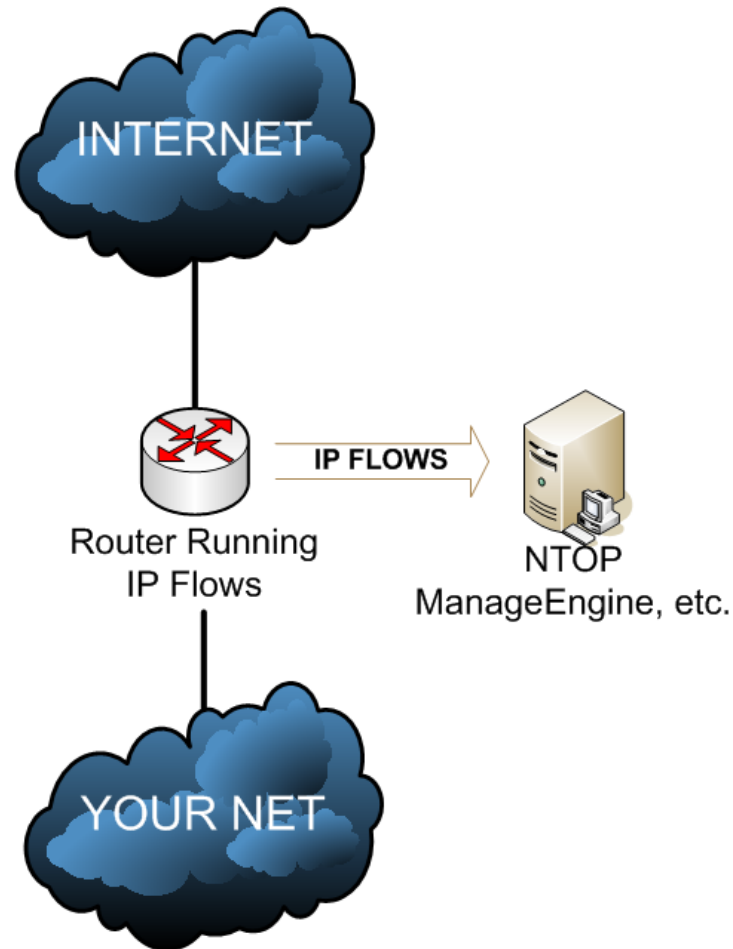 INTERNET
IP FLOWS
Router Running
IP Flows
NTOP
ManageEngine, etc.
YOUR NET